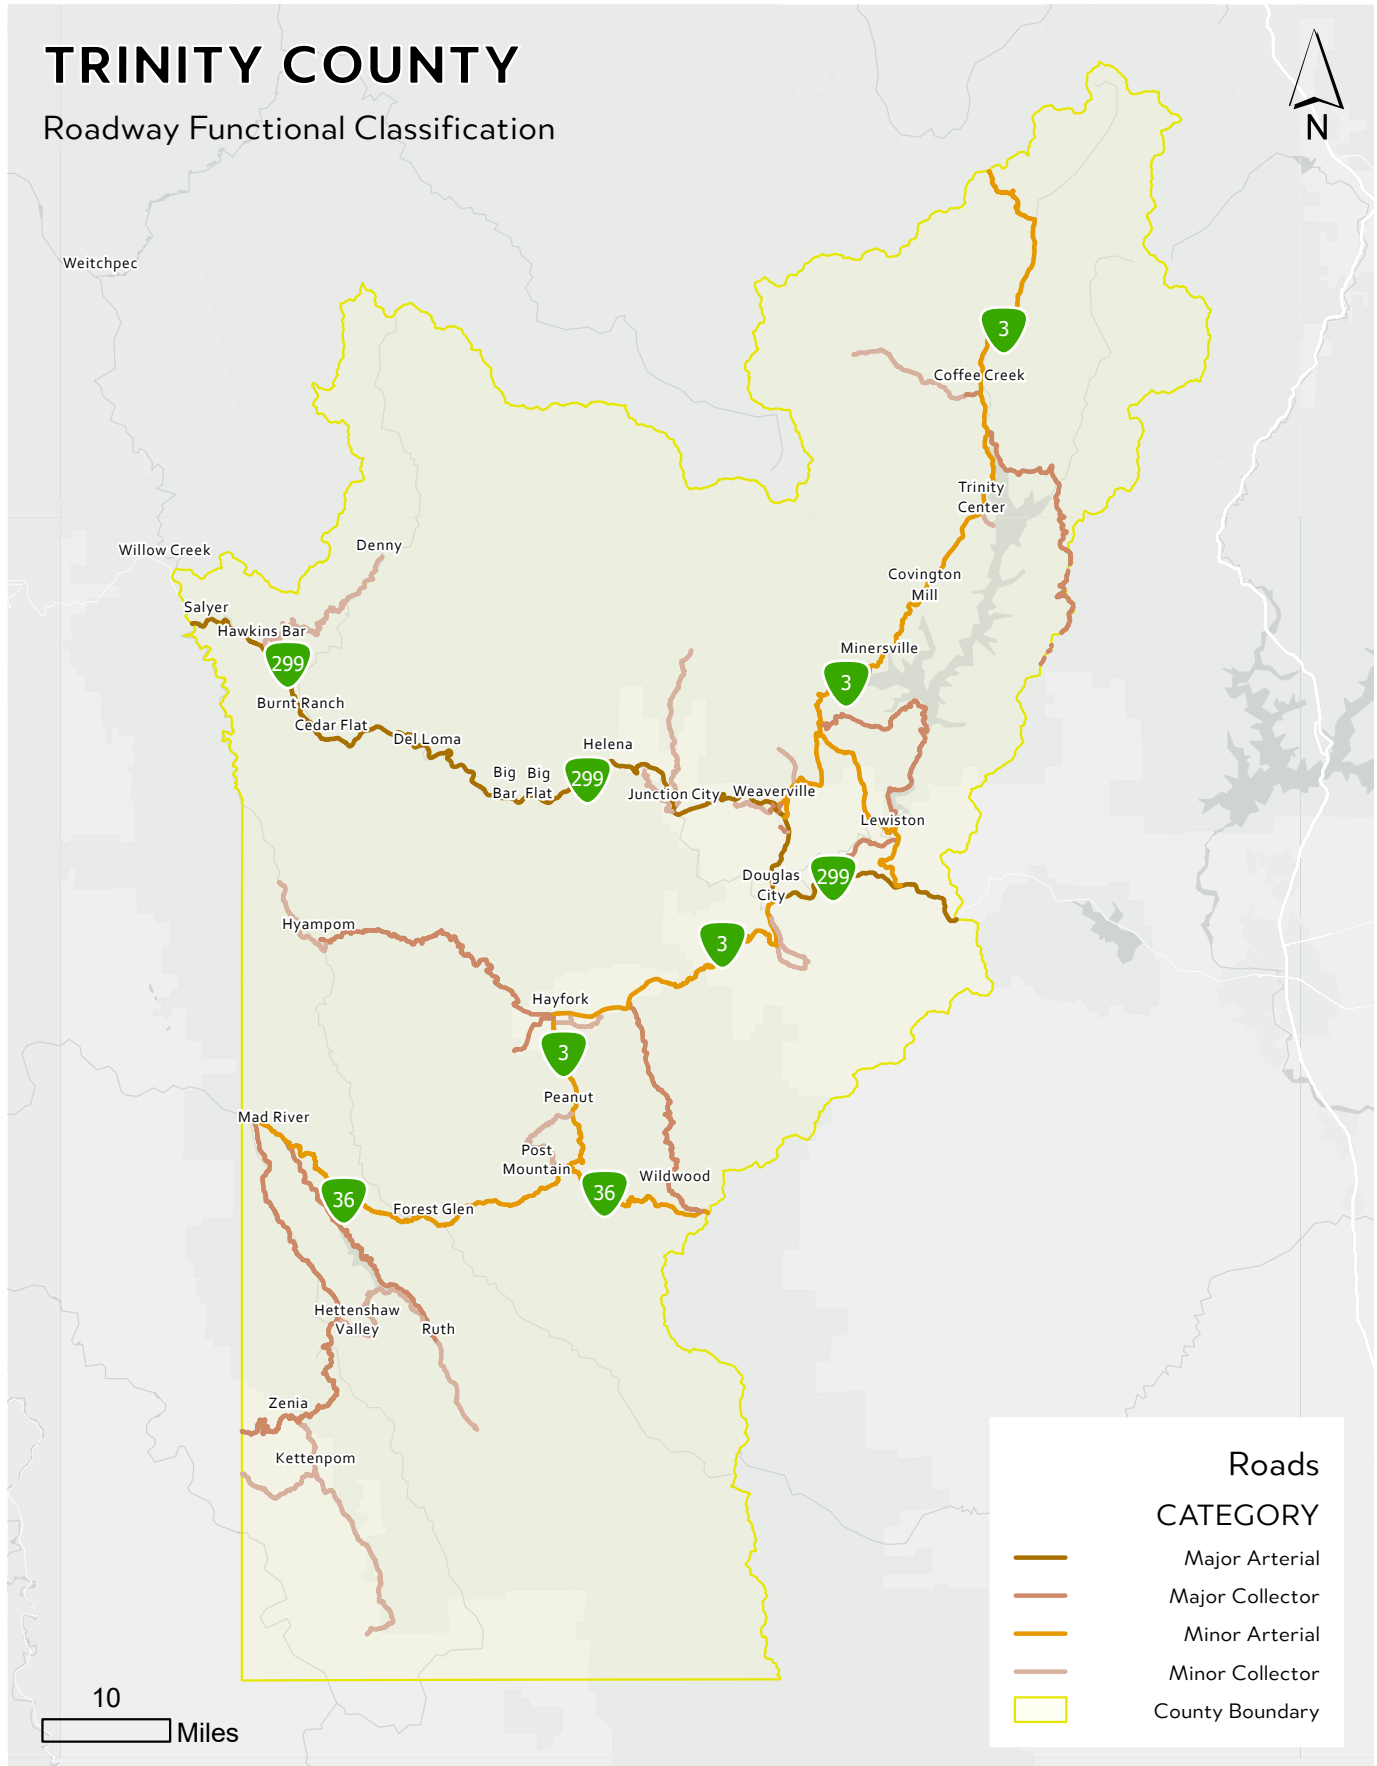 TRINITY COUNTY
Roadway Functional Classification
N
Weitchpec
3
Coffee Creek
Trinity
Center
Willow Creek
Denny
Covington
Mill
Salyer
Hawkins Bar
Minersville
299
3
Burnt Ranch
Cedar Flat
Del Loma
Helena
Big
Bar
Big
Flat
299
Junction City
Weaverville
Lewiston
Douglas
City
299
Hyampom
3
Hayfork
3
Peanut
Mad River
Post
Mountain
Wildwood
36
36
Forest Glen
Hettenshaw
Valley
Ruth
Zenia
Kettenpom
Roads
CATEGORY
Major Arterial
Major Collector
Minor Arterial
Minor Collector
County Boundary
10
Miles